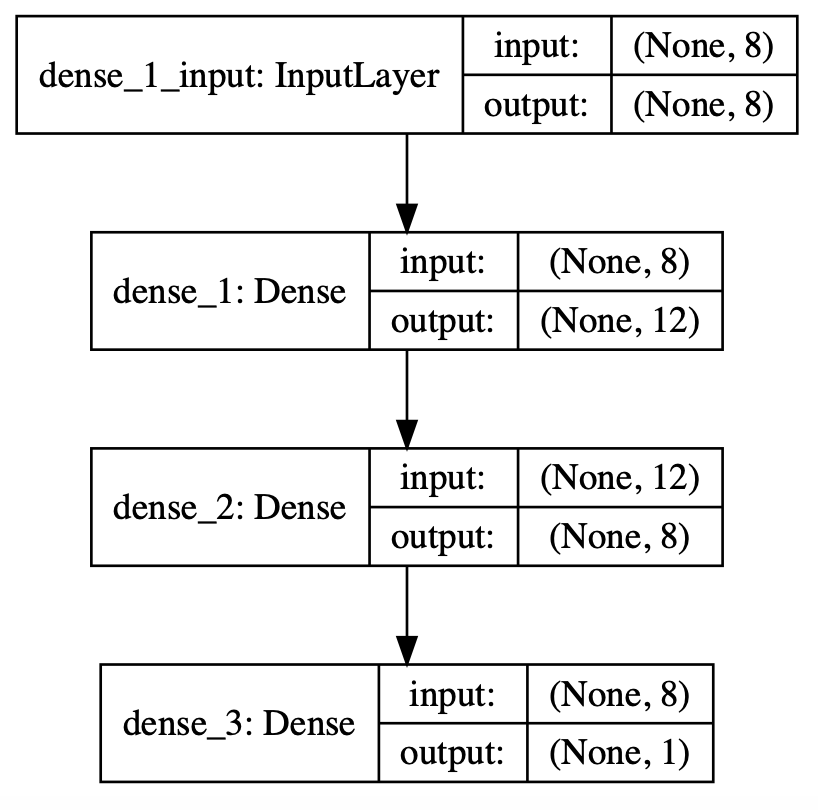 dense_1_input: InputLayer
input: (None, 8)
output: (None, 8)
dense_1: Dense
input: (None, 8)
output: (None, 12)
dense_2: Dense
input: (None, 12)
output: (None, 8)
dense_3: Dense
input: (None, 8)
output: (None, 1)